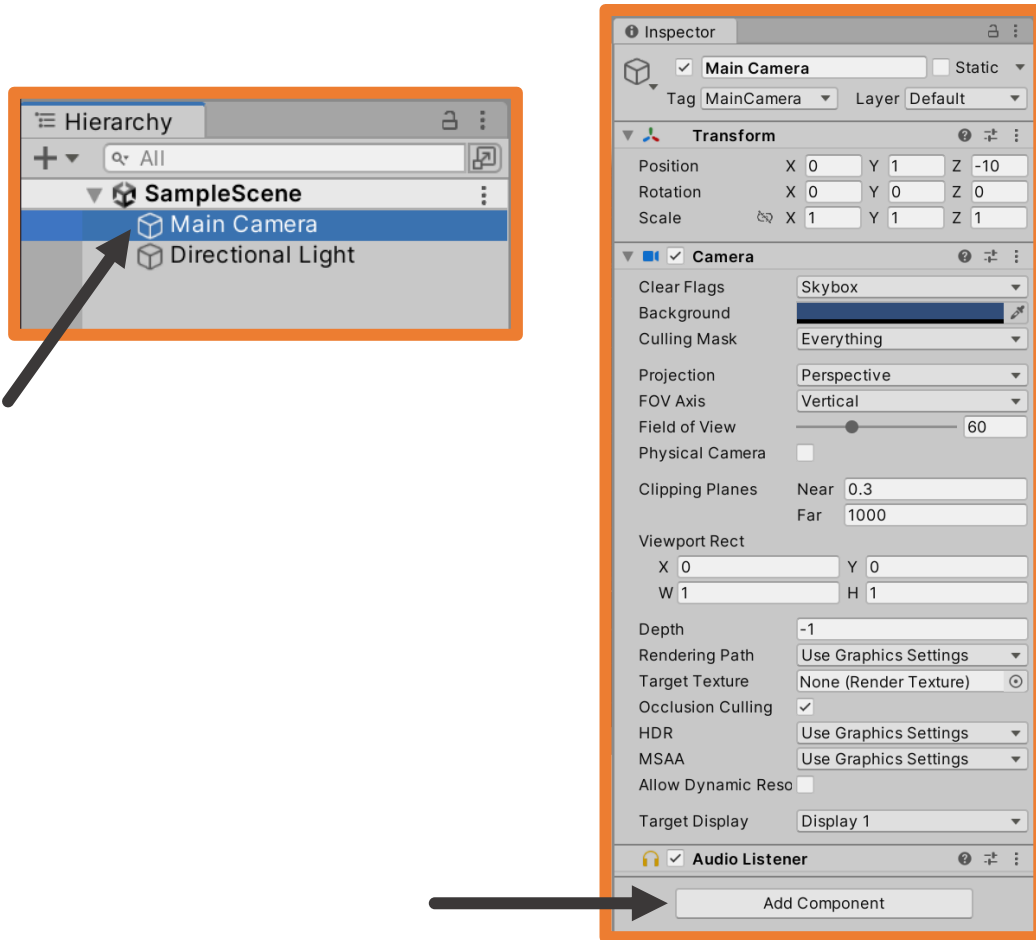 Hierarchy
All
SampleScene
Main Camera
Directional Light
Inspector
Main Camera Static
Tag MainCamera Layer Default
Transform
Position X 0 Y 1 Z -10
Rotation X 0 Y 0 Z 0
Scale X 1 Y 1 Z 1
Camera
Clear Flags Skybox
Background
Culling Mask Everything
Projection Perspective
FOV Axis Vertical
Field of View 60
Physical Camera
Clipping Planes Near 0.3
Far 1000
Viewport Rect
X 0 Y 0
W 1 H 1
Depth -1
Rendering Path Use Graphics Settings
Target Texture None (Render Texture)
Occlusion Culling
HDR Use Graphics Settings
MSAA Use Graphics Settings
Allow Dynamic Reso
Target Display Display 1
Audio Listener
Add Component